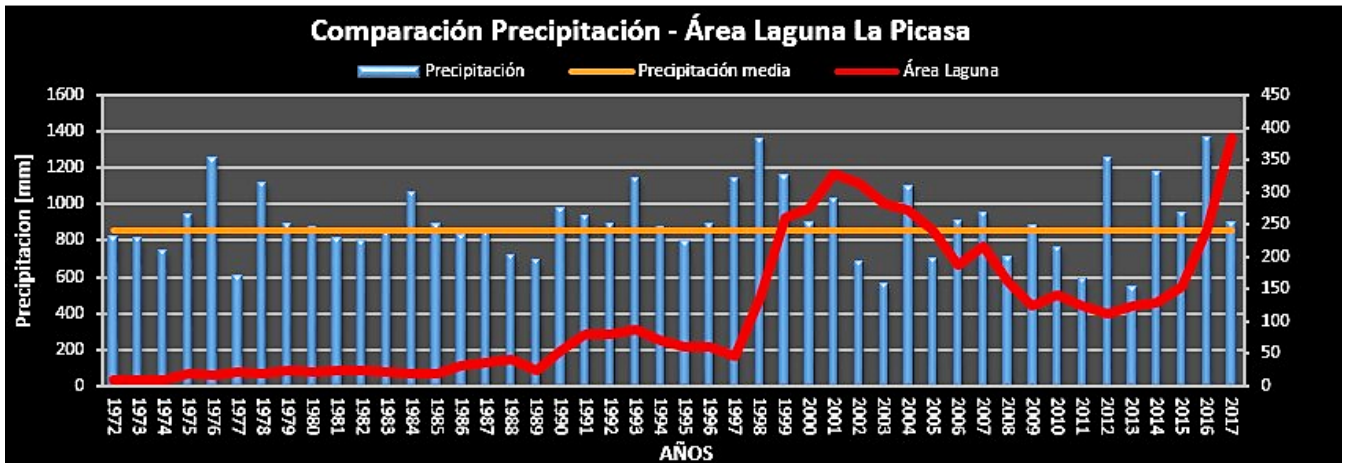 Comparación Precipitación - Área Laguna La Picasa
Precipitación Precipitación media Área Laguna
1600 450
1400 400
350
1200
300
1000 250
800
200
600
150
400 100
200 50
0 0
Precipitacion [mm]
1972 1973 1974 1975 1976 1977 1978 1979 1980 1981 1982 1983 1984 1985 1986 1987 1988 1989 1990 1991 1992 1993 1994 1995 1996 1997 1998 1999 2000 2001 2002 2003 2004 2005 2006 2007 2008 2009 2010 2011 2012 2013 2014 2015 2016 2017
AÑOS